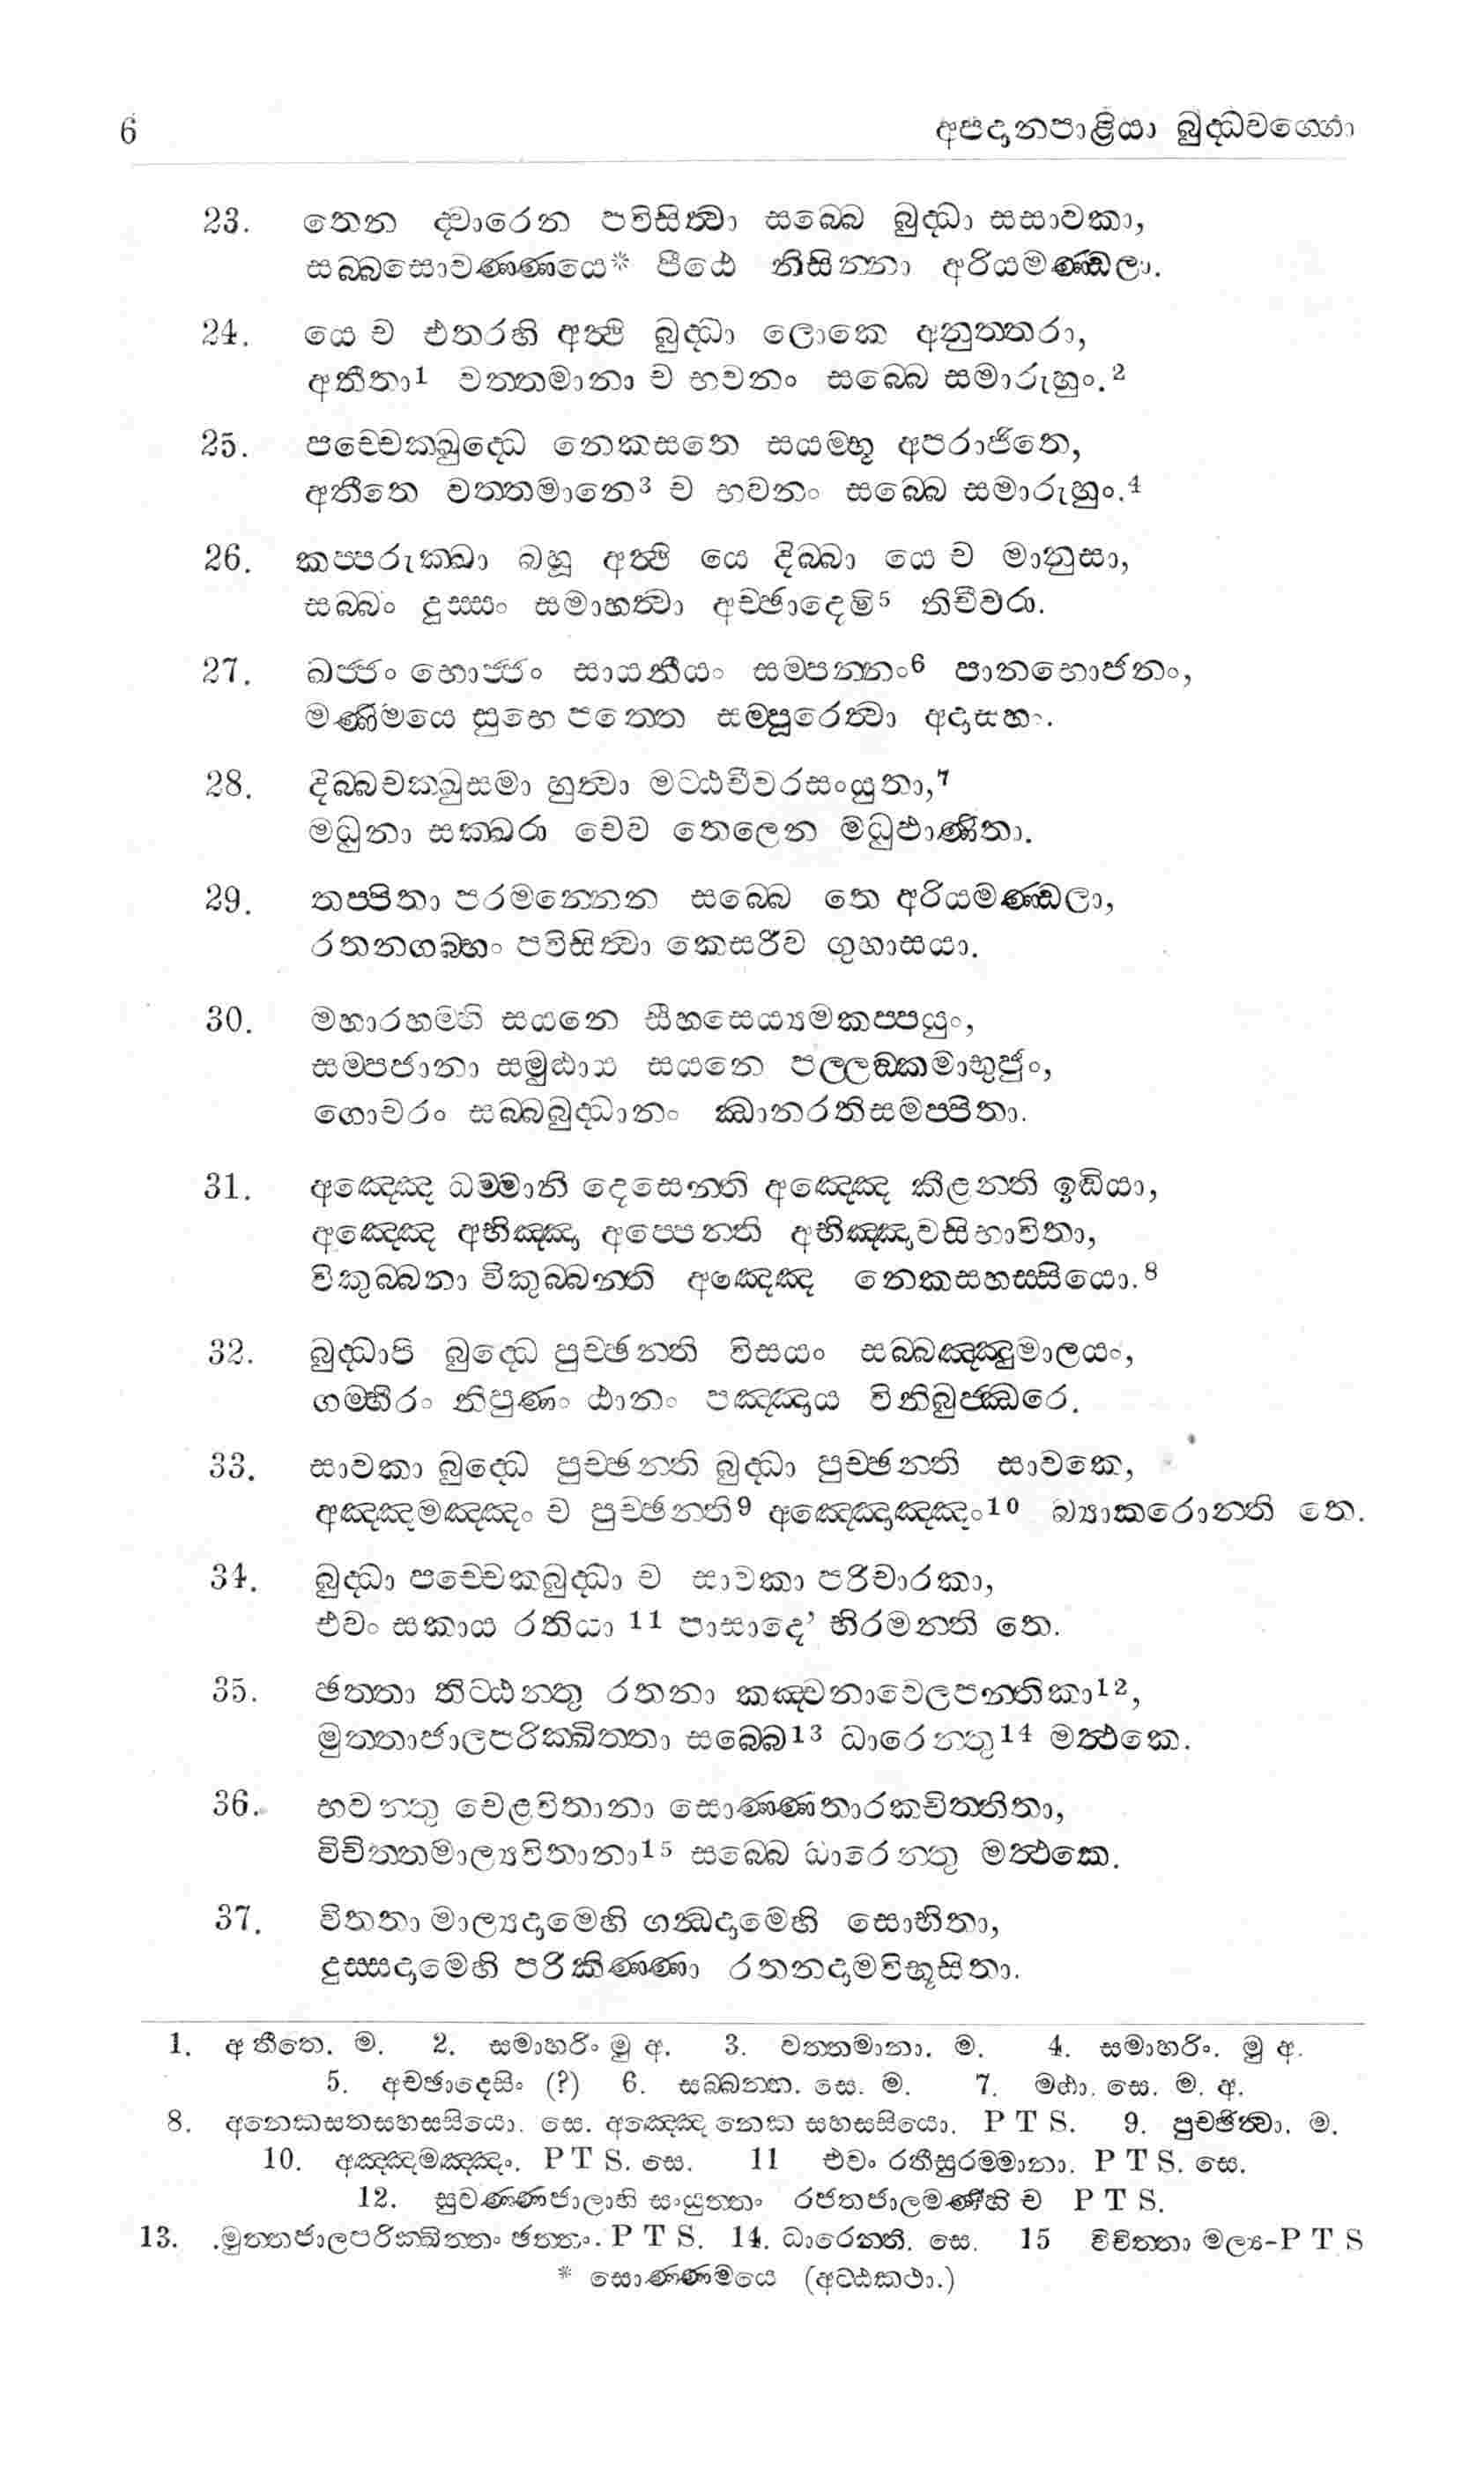 6 අපදානපාළියා බුද්ධවග්ගො
23. තෙන ද්වාරෙන පවිසිත්වා සබ්බෙ බුද්ධා සසාවකා,
සබ්බසොවණ්ණයෙ* පීඨෙ නිසින්නා අරියමණ්ඩලා.
24. යෙ ච එතරහි අත්ථි බුද්ධා ලොකෙ අනුත්තරා,
අතීතා1 වත්තමානා ච භවනං සබ්බෙ සමාරුහුං.2
25. පච්චෙකබුද්ධෙ නෙකසතෙ සයම්භූ අපරාජිතෙ,
අතීතෙ වත්තමානෙ3 ච භවනං සබ්බෙ සමාරුහුං.4
26. කප්පරුක්ඛා බහූ අත්ථි යෙ දිබ්බා යෙ ච මානුසා,
සබ්බං දුස්සං සමාහත්වා අච්ඡාදෙමි5 තිචීවරා.
27. ඛජ්ජං භොජ්ජං සායනීයං සම්පන්නං6 පානභොජනං,
මණිමයෙ සුභෙ පත්තෙ සම්පූරෙත්වා අදාසහං.
28. දිබ්බවත්ථුසමා හුත්වා මට්ඨචීවරසංයුතා,7
මධුනා සක්ඛරා චෙව තෙලෙන මධුඵාණිතා.
29. තප්පිතා පරමන්නෙන සබ්බෙ තෙ අරියමණ්ඩලා,
රතනගබ්භං පවිසිත්වා කෙසරීව ගුහාසයා.
30. මහාරහම්හි සයනෙ සීහසෙය්‍යමකප්පයුං,
සම්පජානා සමුට්ඨාය සයනෙ පල්ලඞ්කමාභුජුං,
ගොචරං සබ්බබුද්ධානං ඣානරතිසමප්පිතා.
31. අඤ්ඤෙ ධම්මානි දෙසෙන්ති අඤ්ඤෙ කීළන්ති ඉද්ධියා,
අඤ්ඤෙ අභිඤ්ඤා අප්පෙන්ති අභිඤ්ඤාවසිභාවිතා,
විකුබ්බනා විකුබ්බන්ති අඤ්ඤෙ නෙකසහස්සියො.8
32. බුද්ධාපි බුද්ධෙ පුච්ඡන්ති විසයං සබ්බඤ්ඤුමාලයං,
ගම්භීරං නිපුණං ඨානං පඤ්ඤාය විනිබුජ්ඣරෙ.
33. සාවකා බුද්ධෙ පුච්ඡන්ති බුද්ධා පුච්ඡන්ති සාවකෙ,
අඤ්ඤමඤ්ඤං ච පුච්ඡන්ති9 අඤ්ඤොඤ්ඤං10 බ්‍යාකරොන්ති තෙ.
34. බුද්ධා පච්චෙකබුද්ධා ච සාවකා පරිචාරකා,
එවං සකාය රතියා 11 පාසාදෙ’ භිරමන්ති තෙ.
35. ඡත්තා තිට්ඨන්තු රතනා කඤ්චනාවෙලපන්තිකා12,
මුත්තාජාලපරික්ඛිත්තා සබ්බෙ13 ධාරෙන්තු14 මත්ථකෙ.
36. භවන්තු චෙළවිතානා සොණ්ණතාරකචිත්තිතා,
විචිත්තමාල්‍යවිතානා15 සබ්බෙ ධාරෙන්තු මත්ථකෙ.
37. විතතා මාල්‍යදාමෙහි ගන්ධදාමෙහි සොභිතා,
දුස්සදාමෙහි පරිකිණ්ණා රතනදාමවිභූසිතා.
1. අතීතෙ. ම. 2. සමාහරිං මු අ. 3. වත්තමානා. ම. 4. සමාහරිං. මු අ.
5. අච්ඡාදෙසිං (?) 6. සබ්බන්තං. සෙ. ම. 7. මට්ඨා. සෙ. ම. අ.
8. අනෙකසතසහස්සියො. සෙ. අඤ්ඤෙ නෙක සහස්සියො. P T S. 9. පුච්ඡිත්වා. ම.
10. අඤ්ඤමඤ්ඤං. P T S. සෙ. 11 එවං රතීසුරම්මානා. P T S. සෙ.
12. සුවණ්ණජාලාභි සංයුත්තං රජතජාලමණීහි ච P T S.
13. .මුත්තජාලපරික්ඛිත්තං ඡත්තං. P T S. 14. ධාරෙන්ති. සෙ. 15 විචිත්තා මල්‍ය-P T S
* සොණ්ණමයෙ (අට්ඨකථා.)